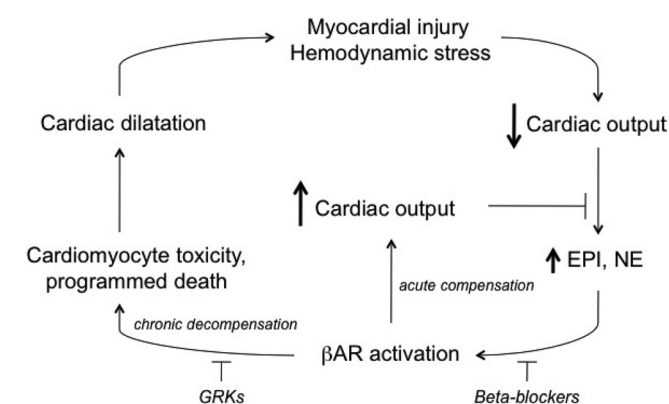 Myocardial injury
Hemodynamic stress
Cardiac dilatation
Cardiac output
Cardiac output
Cardiomyocyte toxicity,
programmed death
EPI, NE
acute compensation
chronic decompensation
βAR activation
GRKs
Beta-blockers